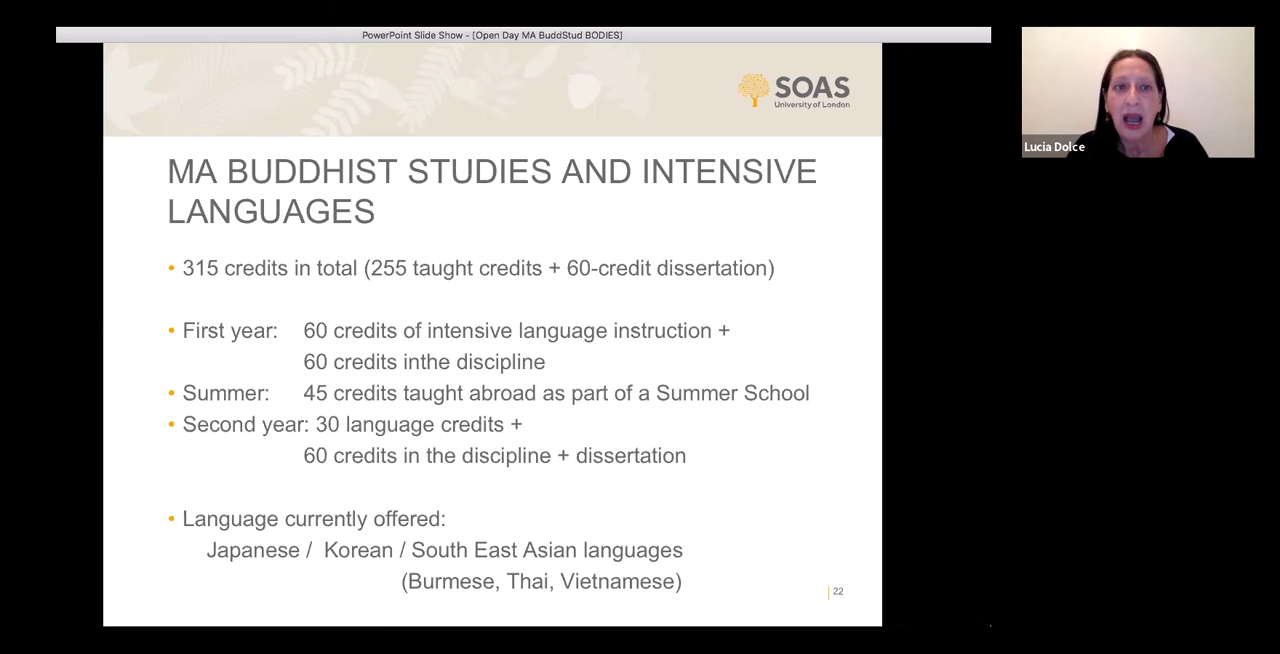 PowerPoint Slide Show - [Open Day MA BuddStud BODIES]
SOAS
University of London
Lucia Dolce
MA BUDDHIST STUDIES AND INTENSIVE
LANGUAGES
• 315 credits in total (255 taught credits + 60-credit dissertation)
• First year: 60 credits of intensive language instruction +
60 credits inthe discipline
• Summer: 45 credits taught abroad as part of a Summer School
• Second year: 30 language credits +
60 credits in the discipline + dissertation
• Language currently offered:
Japanese / Korean / South East Asian languages
(Burmese, Thai, Vietnamese)
22